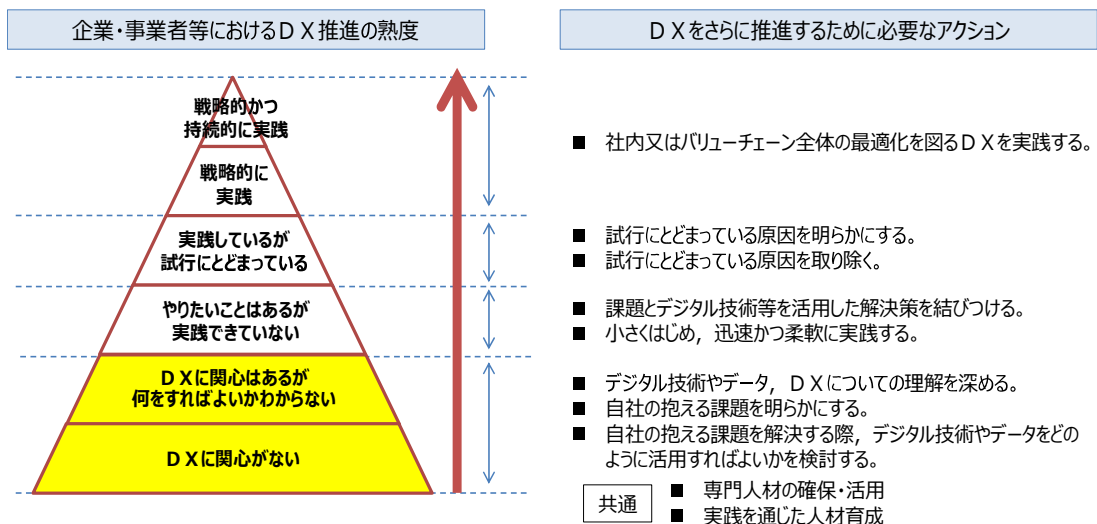 企業・事業者等におけるＤＸ推進の熟度
ＤＸをさらに推進するために必要なアクション
戦略的かつ
持続的に実践
戦略的に
実践
実践しているが
試行にとどまっている
やりたいことはあるが
実践できていない
ＤＸに関心はあるが
何をすればよいかわからない
ＤＸに関心がない
■ 社内又はバリューチェーン全体の最適化を図るＤＸを実践する。
■ 試行にとどまっている原因を明らかにする。
■ 試行にとどまっている原因を取り除く。
■ 課題とデジタル技術等を活用した解決策を結びつける。
■ 小さくはじめ，迅速かつ柔軟に実践する。
■ デジタル技術やデータ，ＤＸについての理解を深める。
■ 自社の抱える課題を明らかにする。
■ 自社の抱える課題を解決する際，デジタル技術やデータをどの
ように活用すればよいかを検討する。
共通
■ 専門人材の確保・活用
■ 実践を通じた人材育成